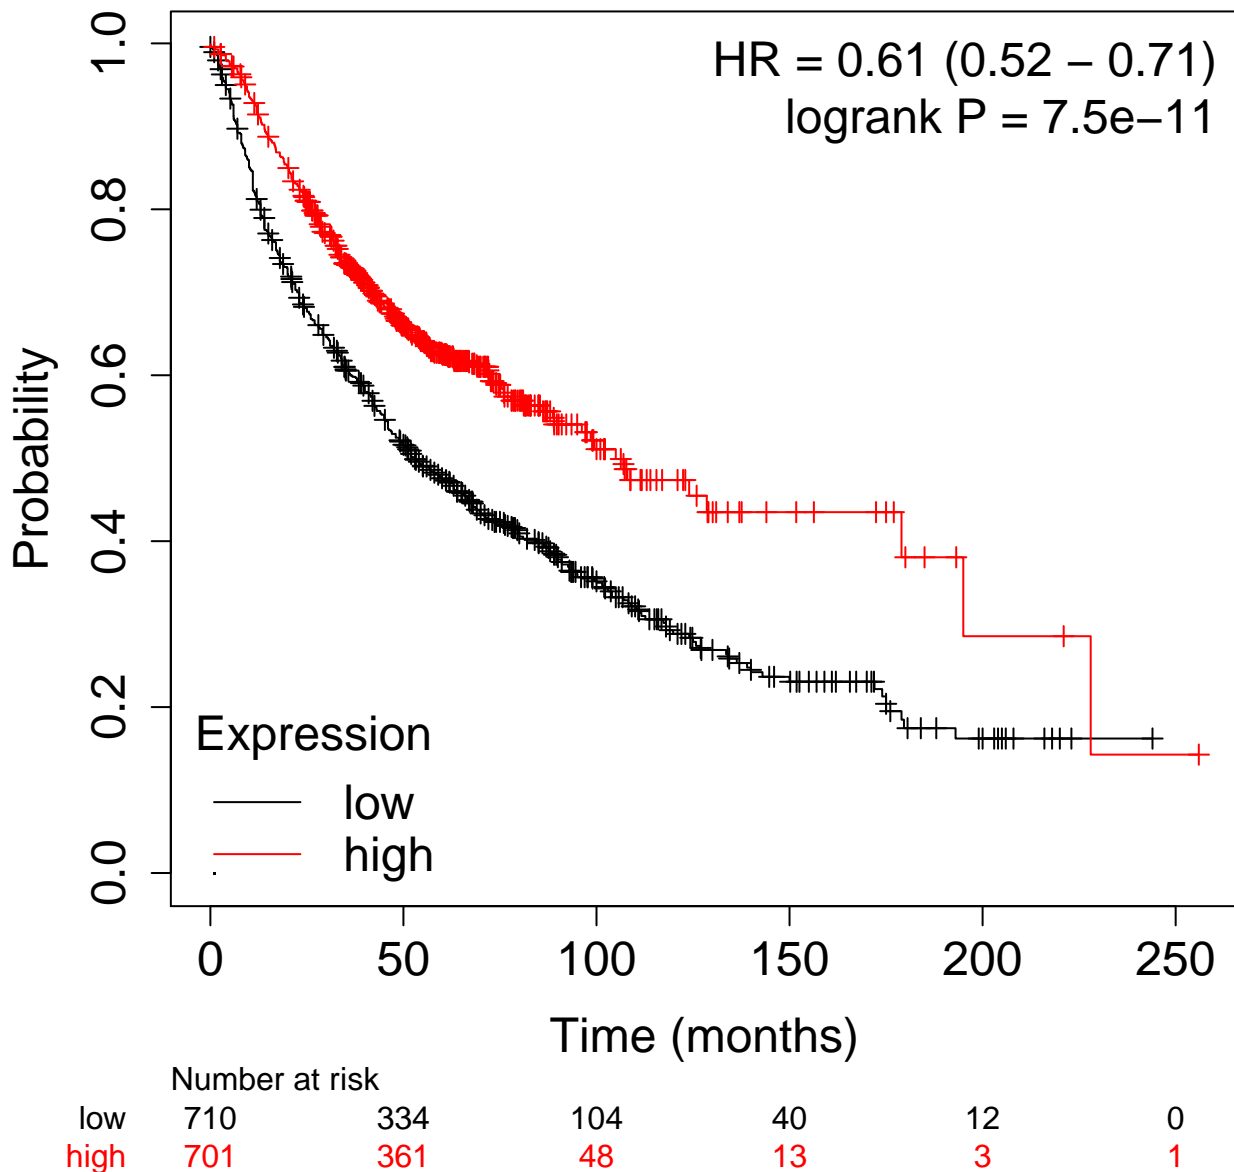 HR = 0.61 (0.52 − 0.71)
logrank P = 7.5e−11
Probability
1.0
0.8
0.6
0.4
0.2
0.0
Expression
low
high
0 50 100 150 200 250
Time (months)
Number at risk
low 710 334 104 40 12 0
high 701 361 48 13 3 1